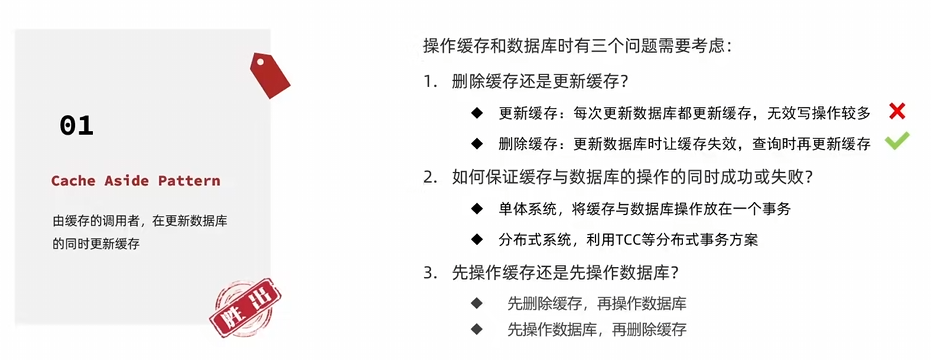 01
Cache Aside Pattern
由缓存的调用者，在更新数据库
的同时更新缓存
胜出
操作缓存和数据库时有三个问题需要考虑：
1. 删除缓存还是更新缓存？
◆ 更新缓存：每次更新数据库都更新缓存，无效写操作较多
◆ 删除缓存：更新数据库时让缓存失效，查询时再更新缓存
2. 如何保证缓存与数据库的操作的同时成功或失败？
◆ 单体系统，将缓存与数据库操作放在一个事务
◆ 分布式系统，利用TCC等分布式事务方案
3. 先操作缓存还是先操作数据库？
◆ 先删除缓存，再操作数据库
◆ 先操作数据库，再删除缓存